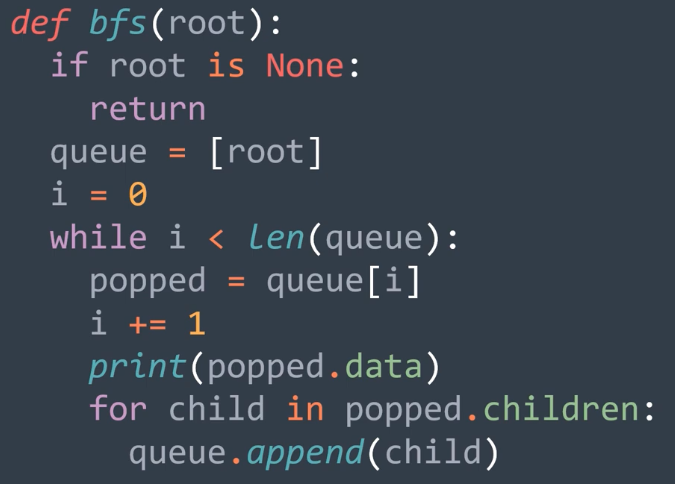 def bfs(root):
  if root is None:
    return
  queue = [root]
  i = 0
  while i < len(queue):
    popped = queue[i]
    i += 1
    print(popped.data)
    for child in popped.children:
      queue.append(child)